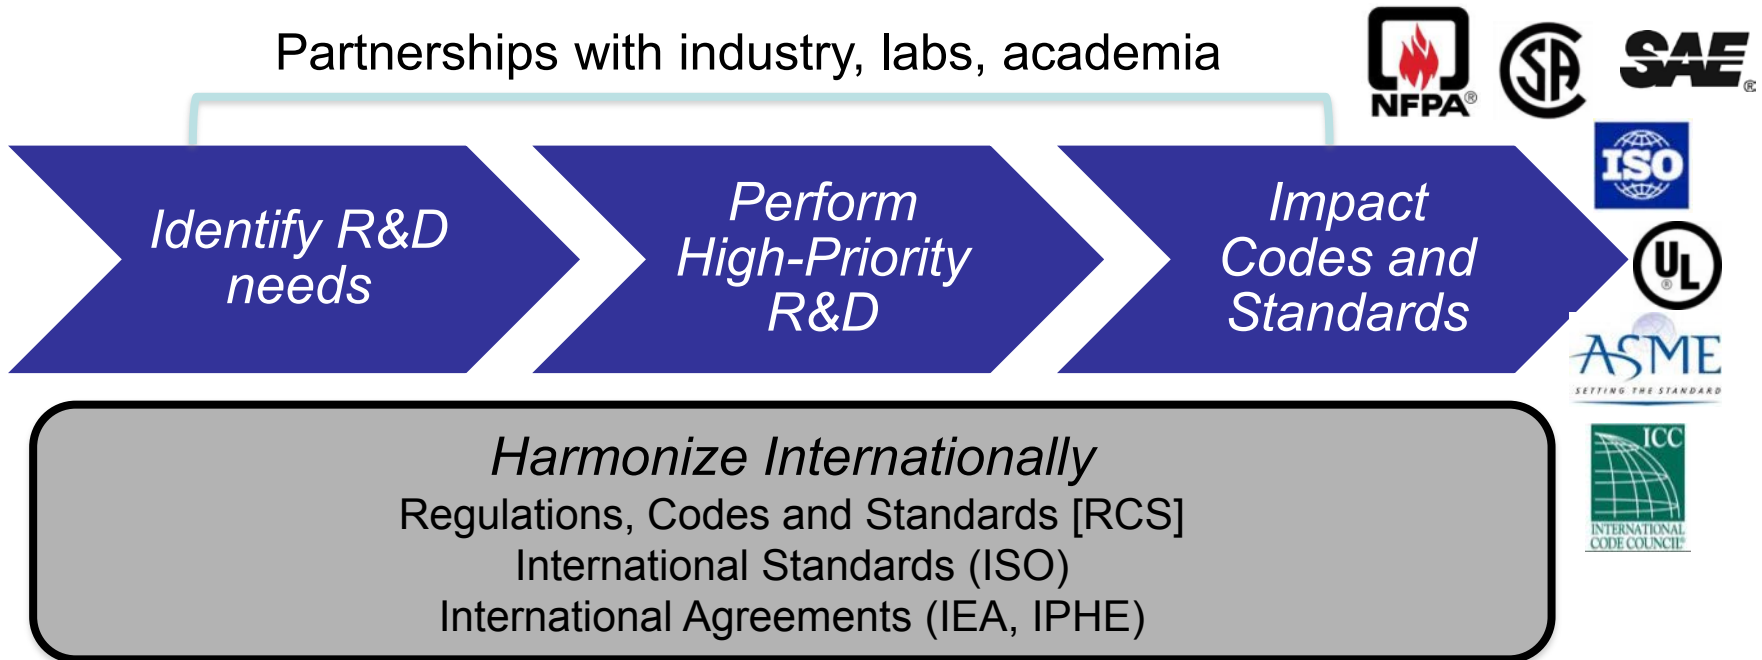 Partnerships with industry, labs, academia
NFPA®
SA
SAE®
ISO
Identify R&D
needs
Perform
High-Priority
R&D
Impact
Codes and
Standards
UL
®
ASME
SETTING THE STANDARD
ICC
INTERNATIONAL
CODE COUNCIL®
Harmonize Internationally
Regulations, Codes and Standards [RCS]
International Standards (ISO)
International Agreements (IEA, IPHE)